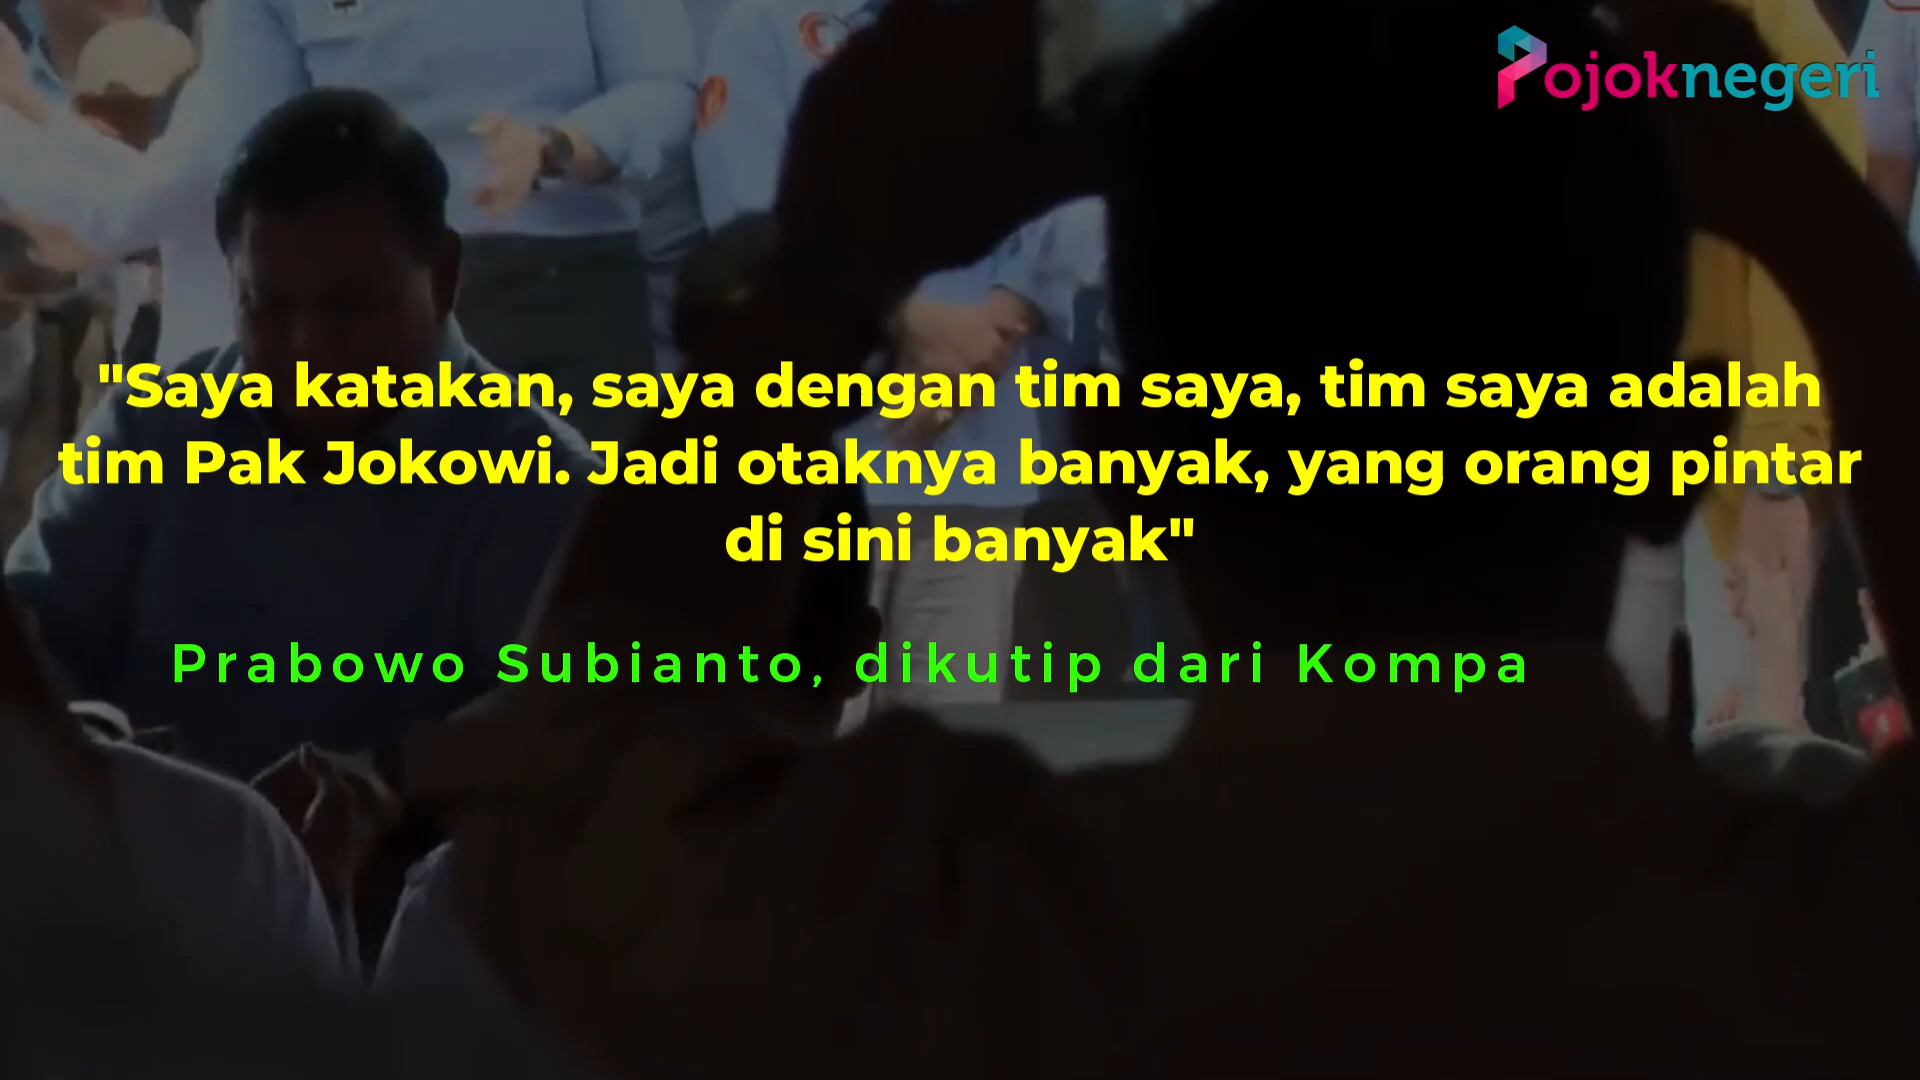 Pojoknegeri
"Saya katakan, saya dengan tim saya, tim saya adalah
tim Pak Jokowi. Jadi otaknya banyak, yang orang pintar
di sini banyak"
Prabowo Subianto, dikutip dari Kompa